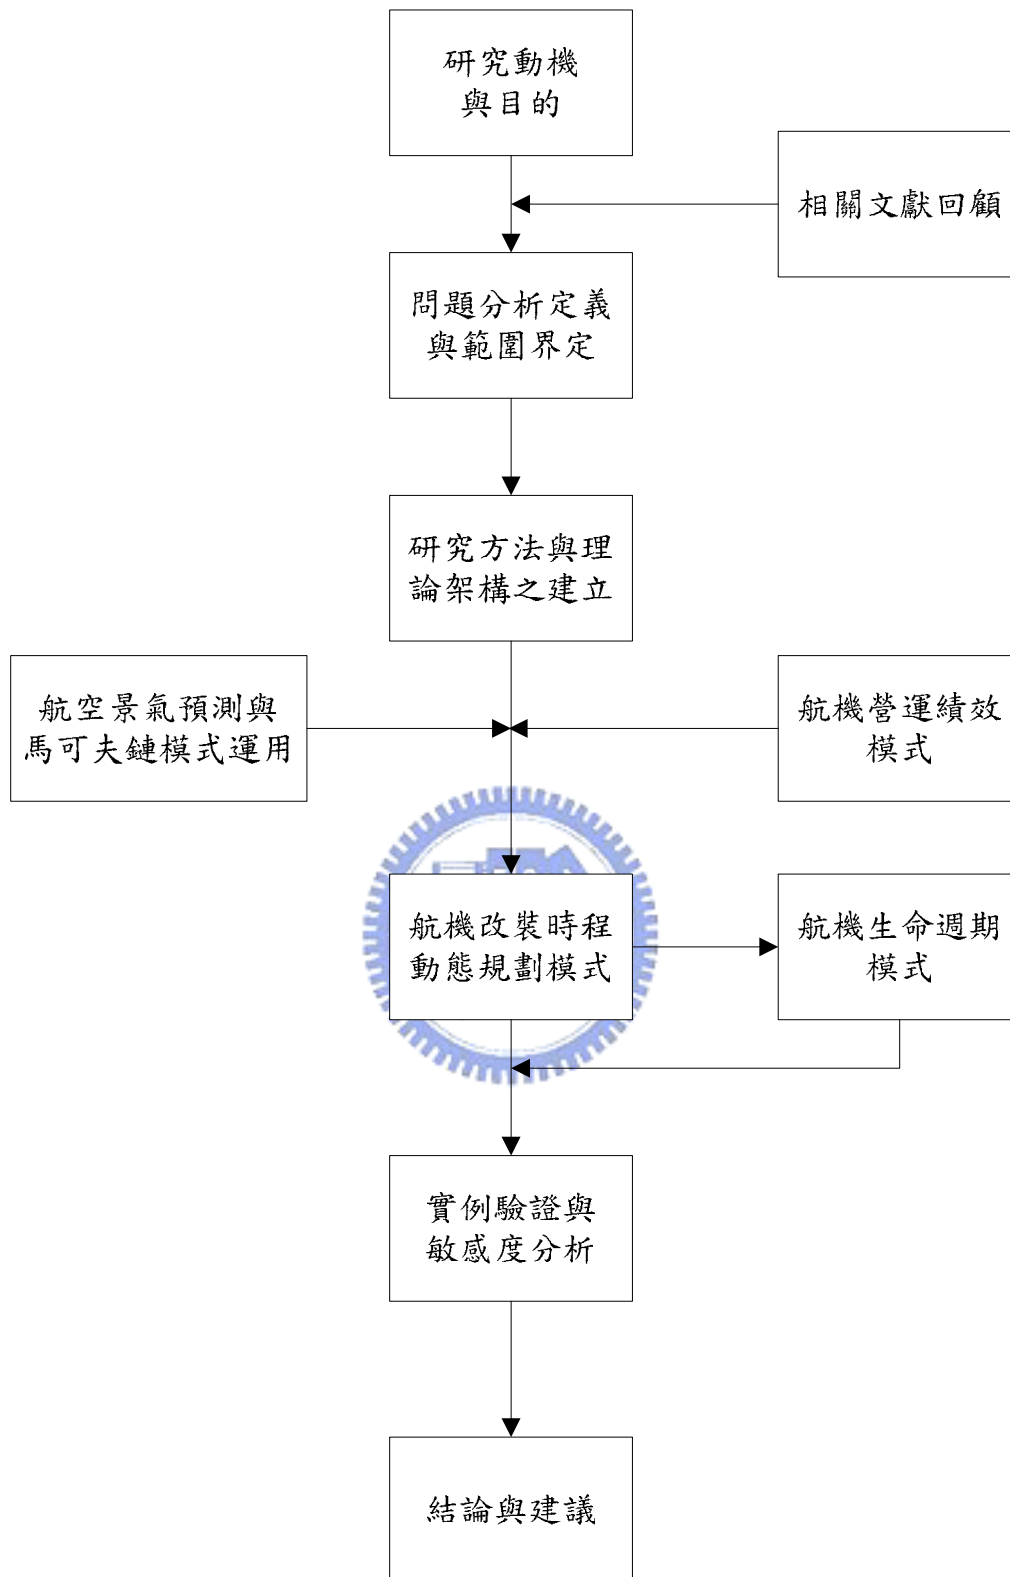 研究動機
與目的
相關文獻回顧
問題分析定義
與範圍界定
研究方法與理
論架構之建立
航空景氣預測與
馬可夫鏈模式運用
航機營運績效
模式
航機改裝時程
動態規劃模式
航機生命週期
模式
實例驗證與
敏感度分析
結論與建議